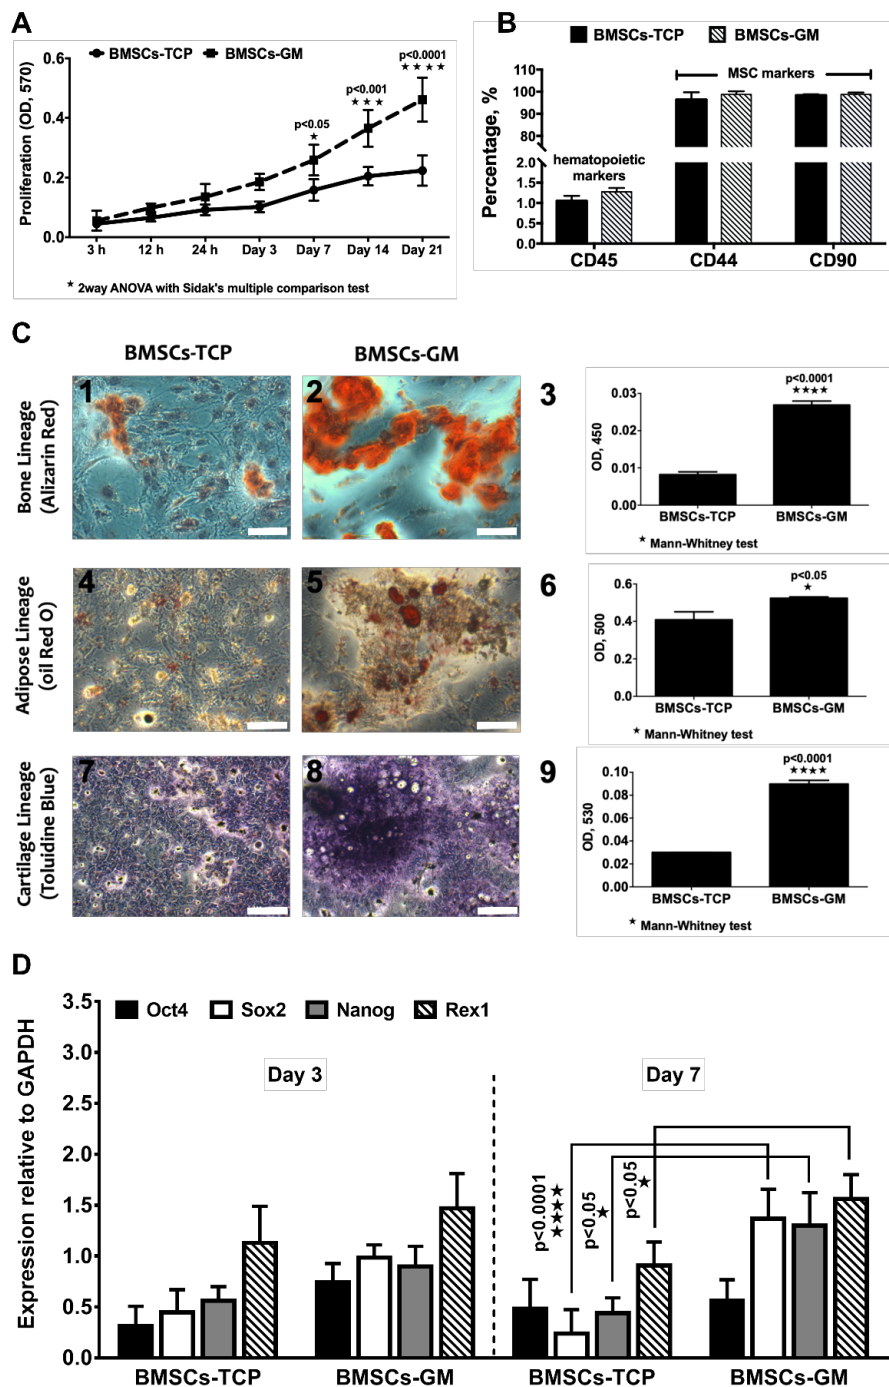 A
BMSCs-TCP BMSCs-GM
Proliferation (OD, 570)
0.6
0.4
0.2
0.0
p<0.05
★
p<0.001
★★★
p<0.0001
★★★★
3 h 12 h 24 h Day 3 Day 7 Day 14 Day 21
★ 2way ANOVA with Sidak's multiple comparison test
B
BMSCs-TCP BMSCs-GM
Percentage, %
MSC markers
110
100
90
80
2.0
1.5
1.0
0.5
0.0
hematopoietic
markers
CD45 CD44 CD90
C
BMSCs-TCP BMSCs-GM
Bone Lineage
(Alizarin Red)
1 2 3
OD, 450
0.03
0.02
0.01
0.00
p<0.0001
★★★★
BMSCs-TCP BMSCs-GM
★ Mann-Whitney test
Adipose Lineage
(oil Red O)
4 5 6
OD, 500
0.6
0.4
0.2
0.0
p<0.05
★
BMSCs-TCP BMSCs-GM
★ Mann-Whitney test
Cartilage Lineage
(Toluidine Blue)
7 8 9
OD, 530
0.10
0.08
0.06
0.04
0.02
0.00
p<0.0001
★★★★
BMSCs-TCP BMSCs-GM
★ Mann-Whitney test
D
Expression relative to GAPDH
3.5
3.0
2.5
2.0
1.5
1.0
0.5
0.0
Oct4 Sox2 Nanog Rex1
Day 3 Day 7
p<0.0001
★★★★
p<0.05
★
p<0.05
★
BMSCs-TCP BMSCs-GM BMSCs-TCP BMSCs-GM